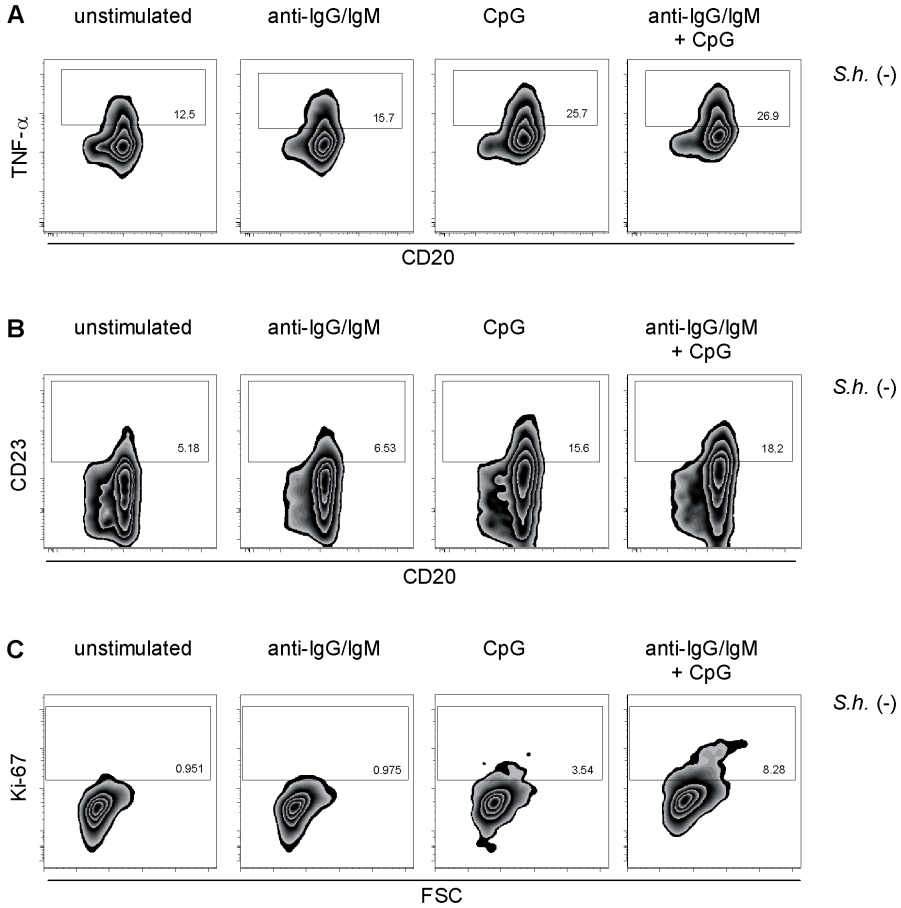 A
unstimulated
anti-IgG/IgM
CpG
anti-IgG/IgM
+ CpG
S.h. (-)
TNF-α
12.5
15.7
25.7
26.9
CD20
B
unstimulated
anti-IgG/IgM
CpG
anti-IgG/IgM
+ CpG
S.h. (-)
CD23
5.18
6.53
15.6
18.2
CD20
C
unstimulated
anti-IgG/IgM
CpG
anti-IgG/IgM
+ CpG
S.h. (-)
Ki-67
0.951
0.975
3.54
8.28
FSC